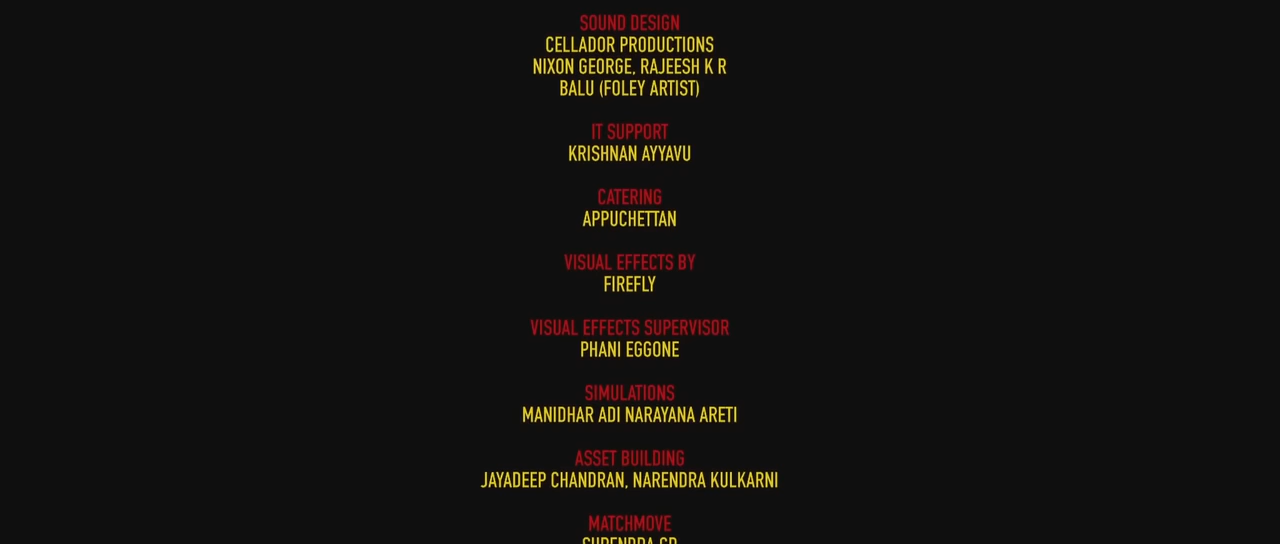 SOUND DESIGN
CELLADOR PRODUCTIONS
NIXON GEORGE, RAJEESH K R
BALU (FOLEY ARTIST)
IT SUPPORT
KRISHNAN AYYAVU
CATERING
APPUCHETTAN
VISUAL EFFECTS BY
FIREFLY
VISUAL EFFECTS SUPERVISOR
PHANI EGGONE
SIMULATIONS
MANIDHAR ADI NARAYANA ARETI
ASSET BUILDING
JAYADEEP CHANDRAN, NARENDRA KULKARNI
MATCHMOVE